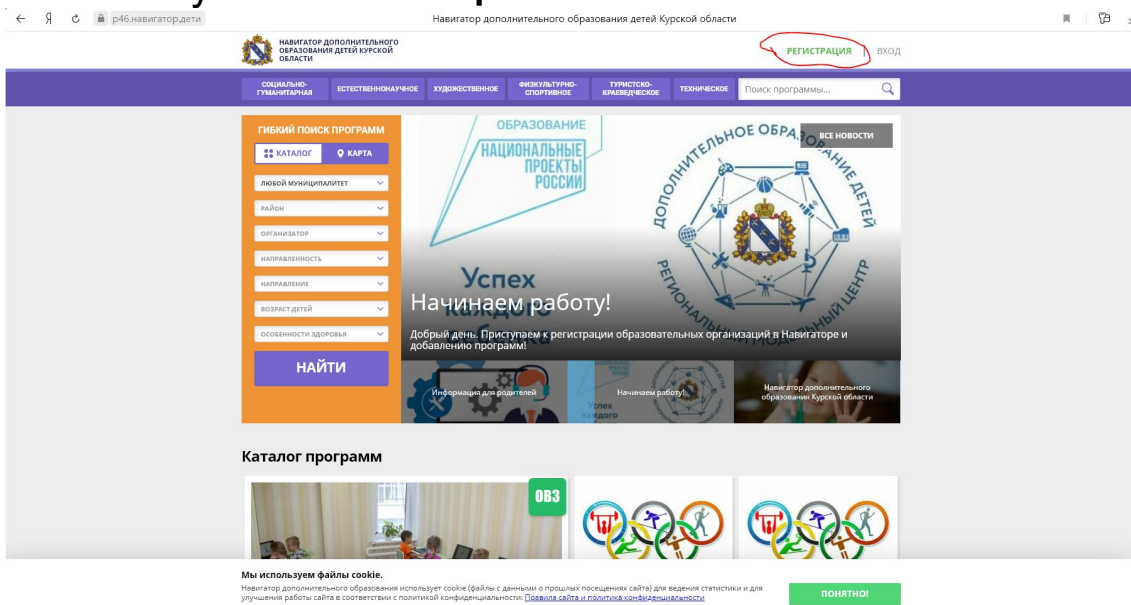 р46.навигатор.дети
Навигатор дополнительного образования детей Курской области
НАВИГАТОР ДОПОЛНИТЕЛЬНОГО
ОБРАЗОВАНИЯ ДЕТЕЙ КУРСКОЙ
ОБЛАСТИ
РЕГИСТРАЦИЯ | ВХОД
СОЦИАЛЬНО-
ГУМАНИТАРНАЯ
ЕСТЕСТВЕННОНАУЧНОЕ
ХУДОЖЕСТВЕННОЕ
ФИЗКУЛЬТУРНО-
СПОРТИВНОЕ
ТУРИСТСКО-
КРАЕВЕДЧЕСКОЕ
ТЕХНИЧЕСКОЕ
Поиск программы...
ГИБКИЙ ПОИСК ПРОГРАММ
КАТАЛОГ
КАРТА
ЛЮБОЙ МУНИЦИПАЛИТЕТ
РАЙОН
ОРГАНИЗАТОР
НАПРАВЛЕННОСТЬ
НАПРАВЛЕНИЕ
ВОЗРАСТ ДЕТЕЙ
ОСОБЕННОСТИ ЗДОРОВЬЯ
НАЙТИ
ОБРАЗОВАНИЕ
НАЦИОНАЛЬНЫЕ
ПРОЕКТЫ
РОССИИ
Успех
каждого
ребенка
ДОПОЛНИТЕЛЬНОЕ ОБРАЗОВАНИЕ ДЕТЕЙ
РЕГИОНАЛЬНЫЙ МОДЕЛЬНЫЙ ЦЕНТР
ВСЕ НОВОСТИ
Начинаем работу!
Добрый день. Приступаем к регистрации образовательных организаций в Навигаторе и
добавлению программ!
Информация для родителей
Начинаем работу!
Успех
каждого
Навигатор дополнительного
образования Курской области
Каталог программ
ОВЗ
Мы используем файлы cookie.
Навигатор дополнительного образования использует cookie (файлы с данными о прошлых посещениях сайта) для ведения статистики и для
улучшения работы сайта в соответствии с политикой конфиденциальности: Правила сайта и политика конфиденциальности
ПОНЯТНО!